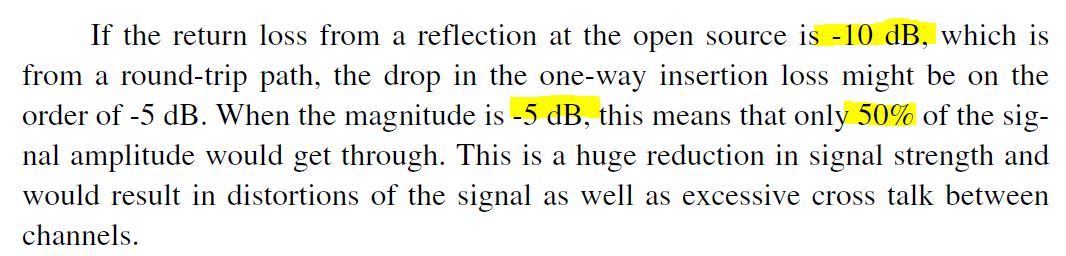 If the return loss from a reflection at the open source is -10 dB, which is
from a round-trip path, the drop in the one-way insertion loss might be on the
order of -5 dB. When the magnitude is -5 dB, this means that only 50% of the sig-
nal amplitude would get through. This is a huge reduction in signal strength and
would result in distortions of the signal as well as excessive cross talk between
channels.